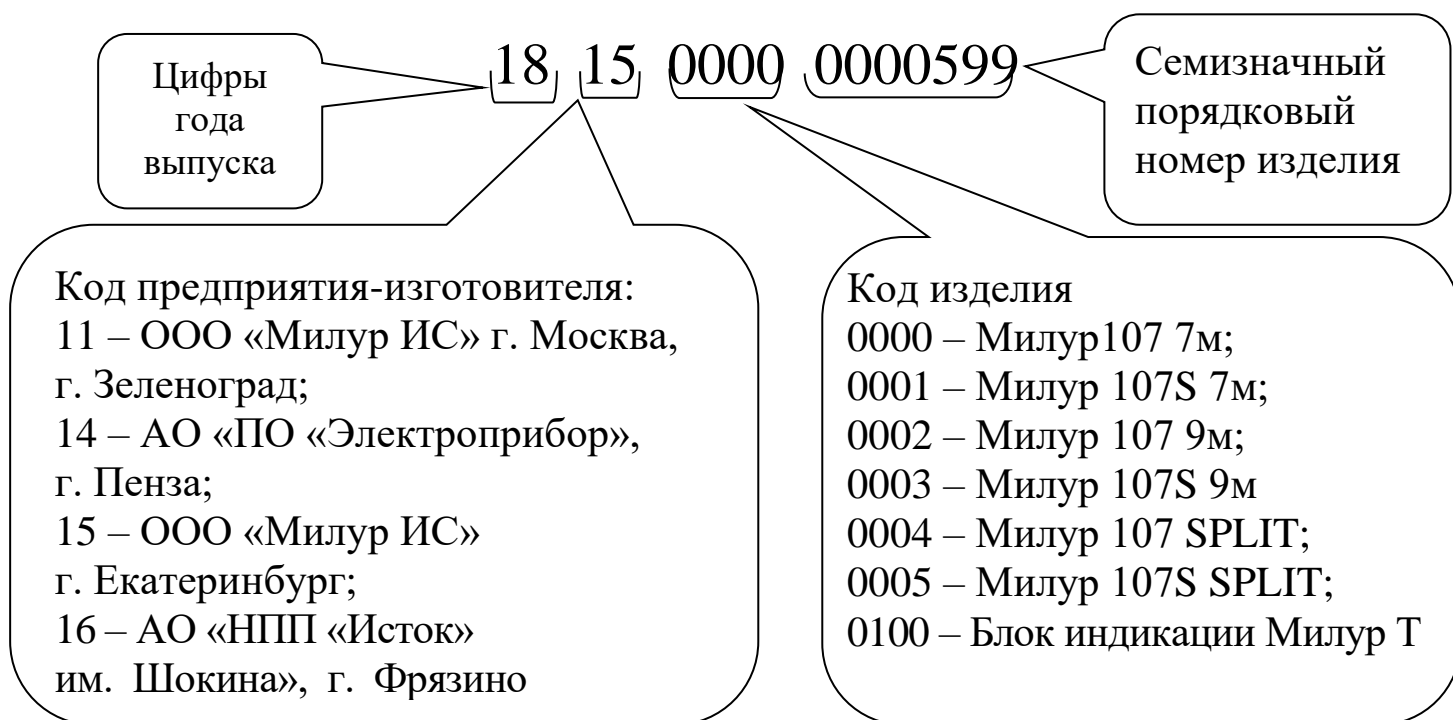 18 15 0000 0000599
Цифры
года
выпуска
Семизначный
порядковый
номер изделия
Код предприятия-изготовителя:
11 – ООО «Милур ИС» г. Москва,
г. Зеленоград;
14 – АО «ПО «Электроприбор»,
г. Пенза;
15 – ООО «Милур ИС»
г. Екатеринбург;
16 – АО «НПП «Исток»
им. Шокина», г. Фрязино
Код изделия
0000 – Милур107 7м;
0001 – Милур 107S 7м;
0002 – Милур 107 9м;
0003 – Милур 107S 9м
0004 – Милур 107 SPLIT;
0005 – Милур 107S SPLIT;
0100 – Блок индикации Милур Т